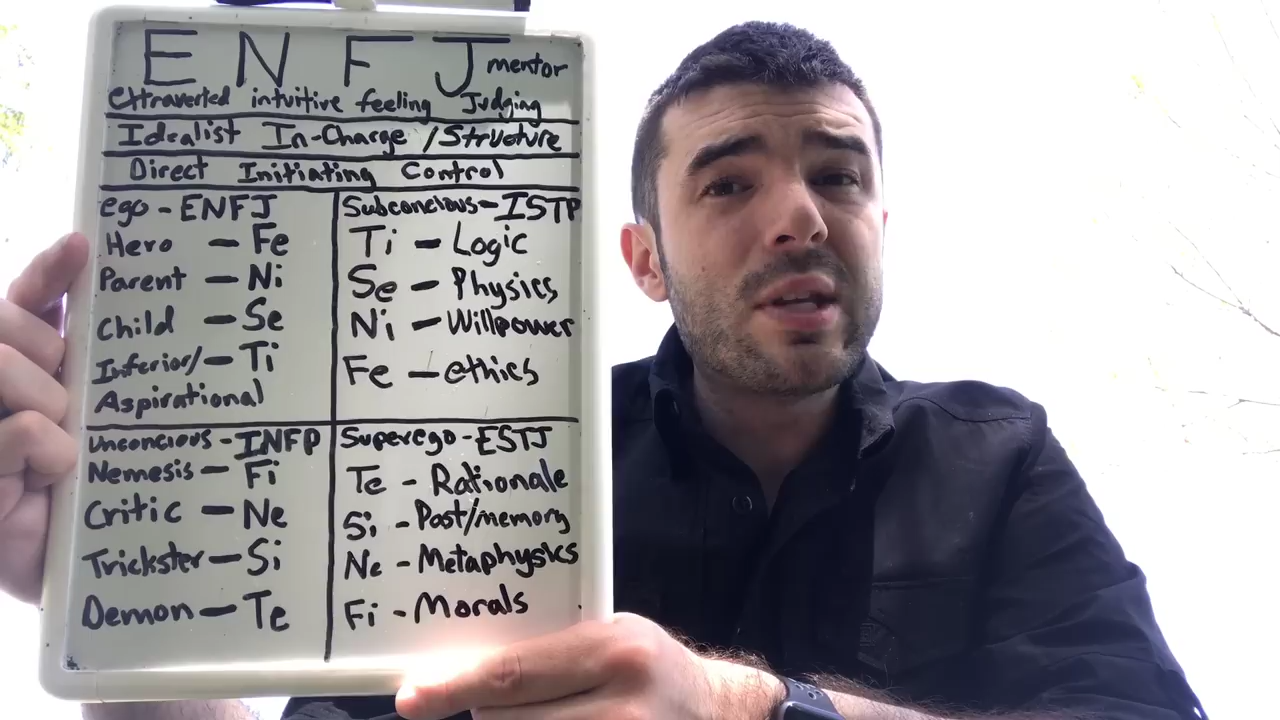 ENFJ mentor
extraverted intuitive feeling Judging
Idealist In-Charge /Structure
Direct Initiating Control
ego-ENFJ
Hero - Fe
Parent - Ni
Child - Se
Inferior/- Ti
Aspirational
Subconcious-ISTP
Ti - Logic
Se - Physics
Ni - Willpower
Fe - ethics
Unconcious-INFP
Nemesis - Fi
Critic - Ne
Trickster - Si
Demon - Te
Superego-ESTJ
Te - Rationale
Si - Past/memory
Ne - Metaphysics
Fi - Morals